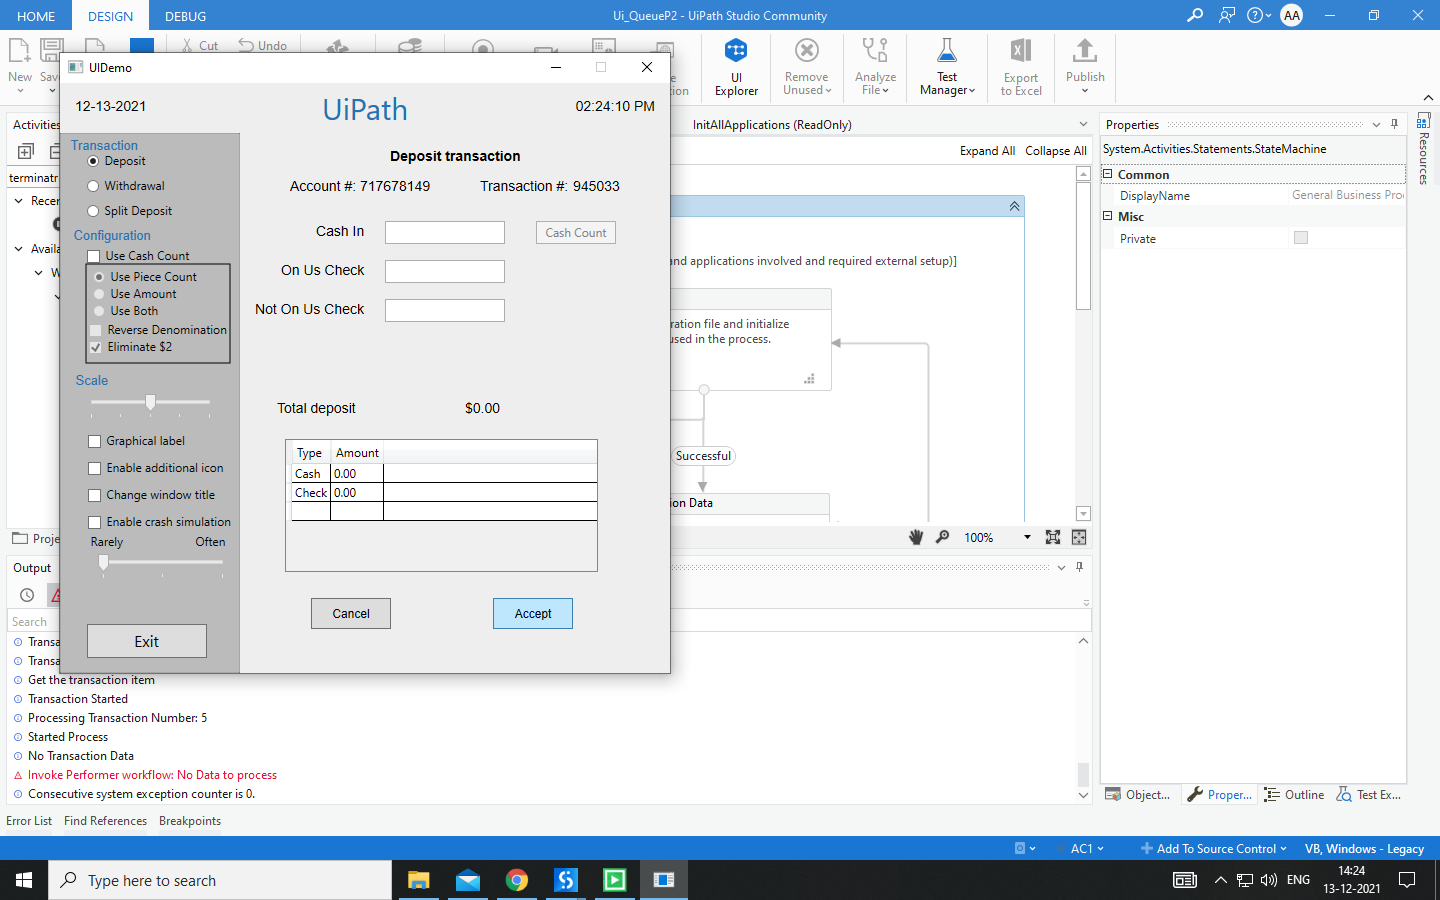 HOME
DESIGN
DEBUG
Ui_QueueP2 - UiPath Studio Community
AA
New
Save
Cut
Undo
UI Explorer
Remove Unused
Analyze File
Test Manager
Export to Excel
Publish
UIDemo
12-13-2021
UiPath
02:24:10 PM
Transaction
Deposit
Withdrawal
Split Deposit
Configuration
Use Cash Count
Use Piece Count
Use Amount
Use Both
Reverse Denomination
Eliminate $2
Scale
Graphical label
Enable additional icon
Change window title
Enable crash simulation
Rarely
Often
Exit
Deposit transaction
Account #: 717678149
Transaction #: 945033
Cash In
Cash Count
On Us Check
Not On Us Check
Total deposit
$0.00
Type Amount
Cash 0.00
Check 0.00
Cancel
Accept
Activities
terminatr
InitAllApplications (ReadOnly)
Expand All Collapse All
and applications involved and required external setup)]
ration file and initialize
used in the process.
Successful
ion Data
100%
Properties
System.Activities.Statements.StateMachine
Common
DisplayName General Business Pro
Misc
Private
Resources
Object...
Proper...
Outline
Test Ex...
Output
Search
Transa
Transa
Get the transaction item
Transaction Started
Processing Transaction Number: 5
Started Process
No Transaction Data
Invoke Performer workflow: No Data to process
Consecutive system exception counter is 0.
Error List Find References Breakpoints
AC1
Add To Source Control
VB, Windows - Legacy
Type here to search
ENG
14:24
13-12-2021